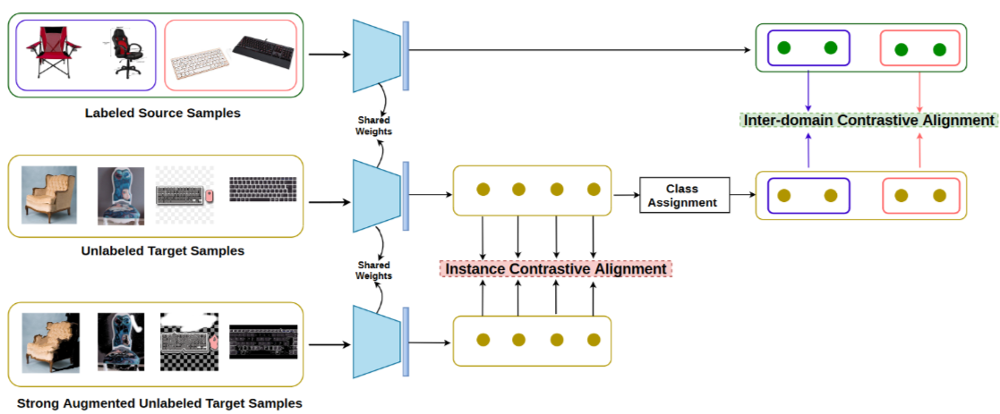 Labeled Source Samples
Shared
Weights
Inter-domain Contrastive Alignment
Class
Assignment
Unlabeled Target Samples
Shared
Weights
Instance Contrastive Alignment
Strong Augmented Unlabeled Target Samples